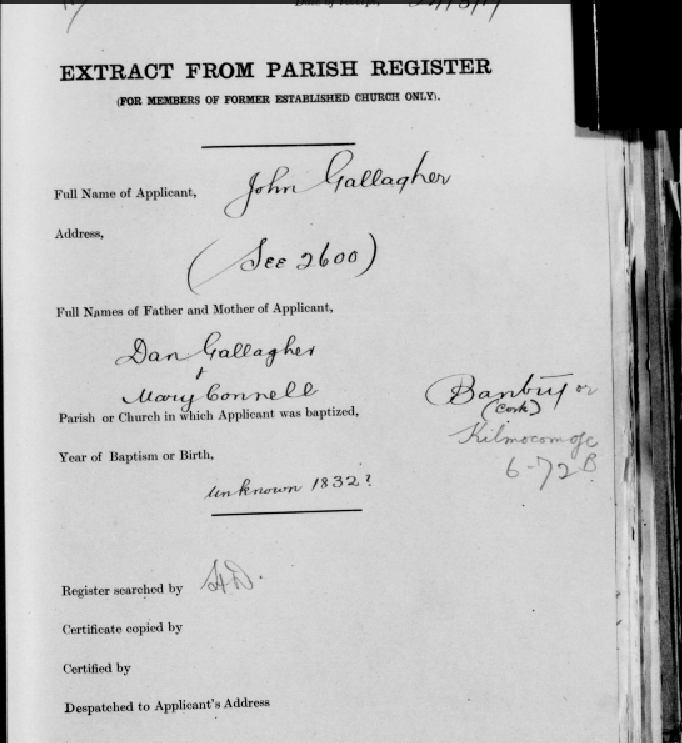 EXTRACT FROM PARISH REGISTER
(FOR MEMBERS OF FORMER ESTABLISHED CHURCH ONLY).
Full Name of Applicant, John Gallagher
Address,
(See 2600)
Full Names of Father and Mother of Applicant,
Dan Gallagher
+
Mary Connell
Parish or Church in which Applicant was baptized,
or
(Cork)
Kilmocomoge
6-72B
Year of Baptism or Birth,
unknown 1832?
Register searched by
Certificate copied by
Certified by
Despatched to Applicant's Address